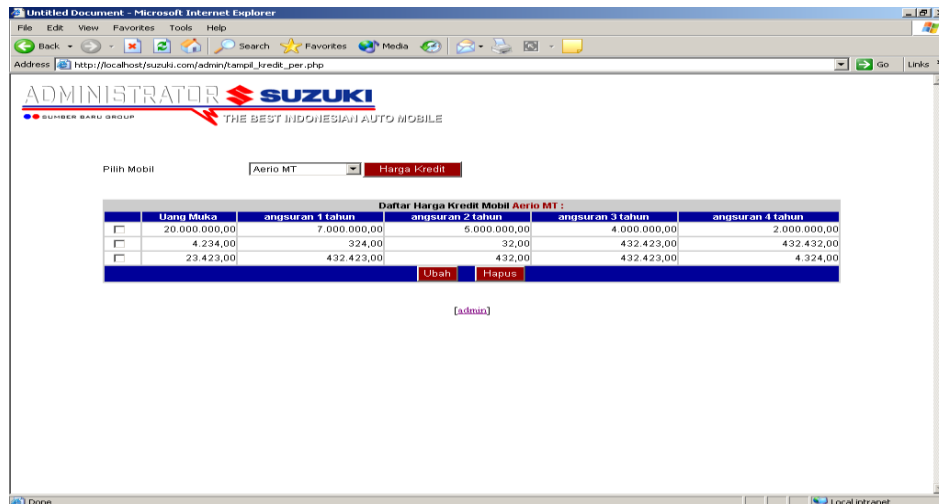 Untitled Document - Microsoft Internet Explorer
File Edit View Favorites Tools Help
Back Search Favorites Media
Address http://localhost/suzuki.com/admin/tampil_kredit_per.php Go Links
ADMINISTRATOR SUZUKI
SUMBER BARU GROUP THE BEST INDONESIAN AUTO MOBILE
Pilih Mobil Aerio MT Harga Kredit
Daftar Harga Kredit Mobil Aerio MT :
Uang Muka angsuran 1 tahun angsuran 2 tahun angsuran 3 tahun angsuran 4 tahun
20.000.000,00 7.000.000,00 5.000.000,00 4.000.000,00 2.000.000,00
4.234,00 324,00 32,00 432.423,00 432.432,00
23.423,00 432.423,00 432,00 432.423,00 4.324,00
Ubah Hapus
[admin]
Done Local intranet